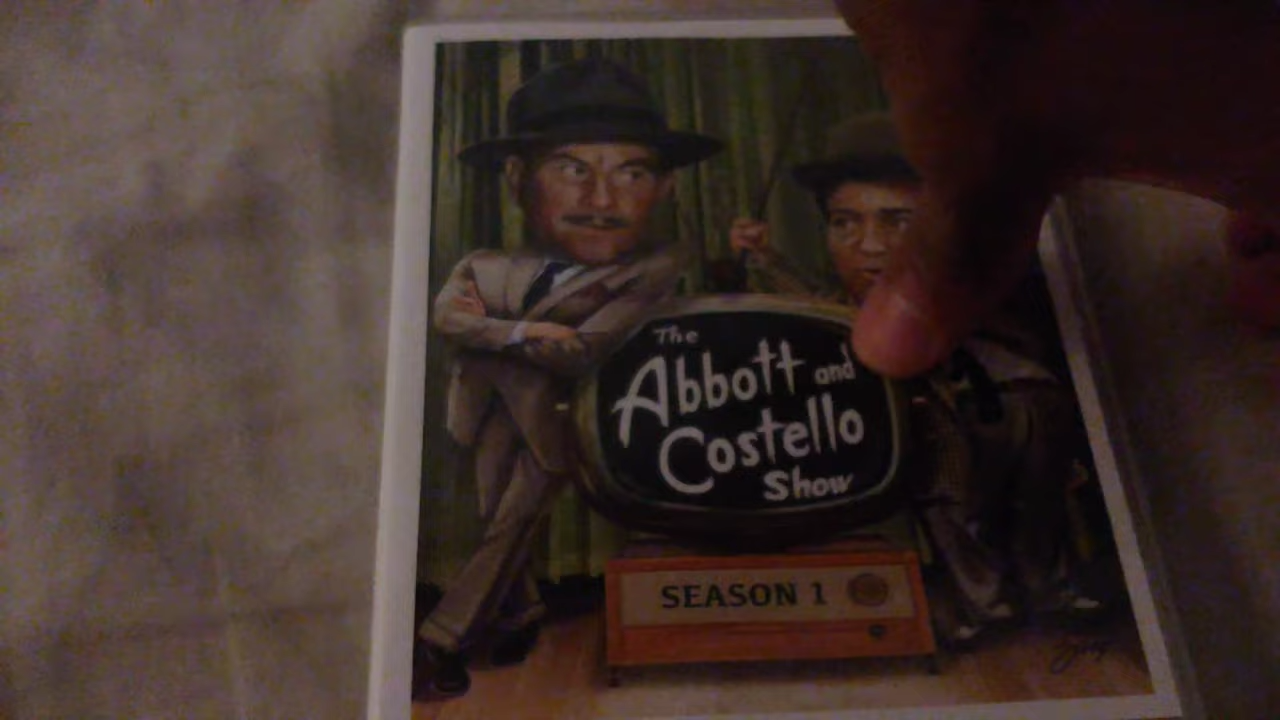 The
Abbott and
Costello
Show
SEASON 1